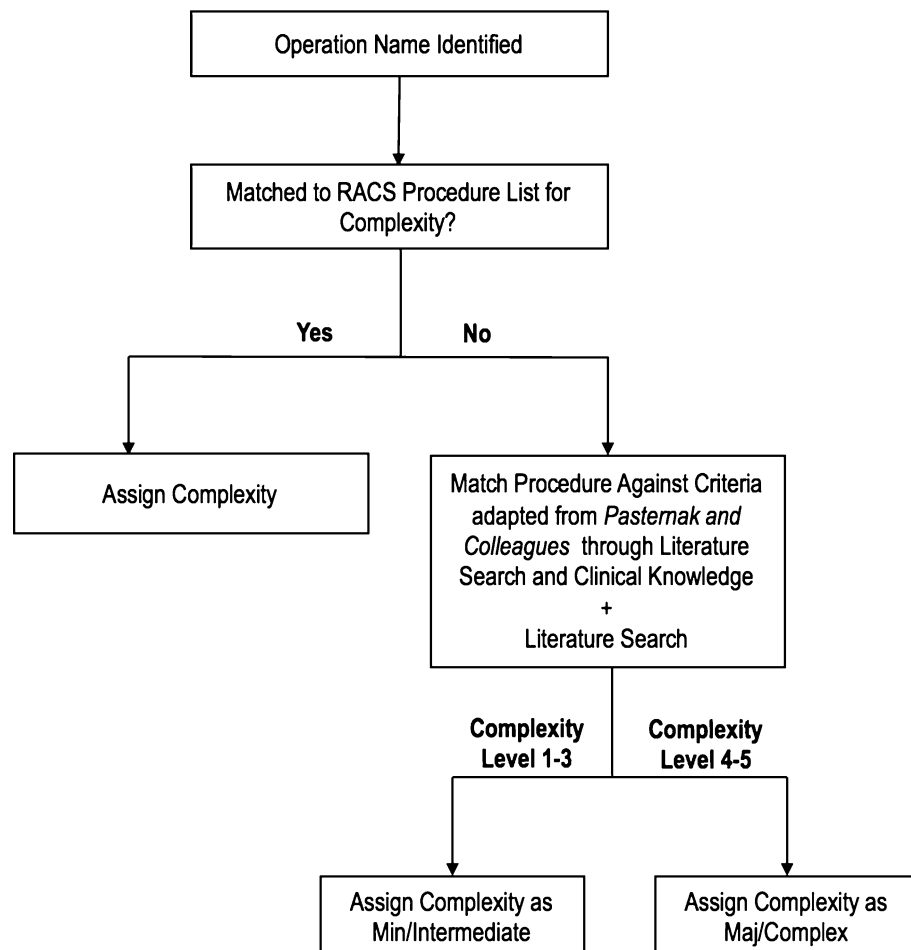 Operation Name Identified
Matched to RACS Procedure List for
Complexity?
Yes
No
Assign Complexity
Match Procedure Against Criteria
adapted from Pasternak and
Colleagues through Literature
Search and Clinical Knowledge
+
Literature Search
Complexity
Level 1-3
Complexity
Level 4-5
Assign Complexity as
Min/Intermediate
Assign Complexity as
Maj/Complex